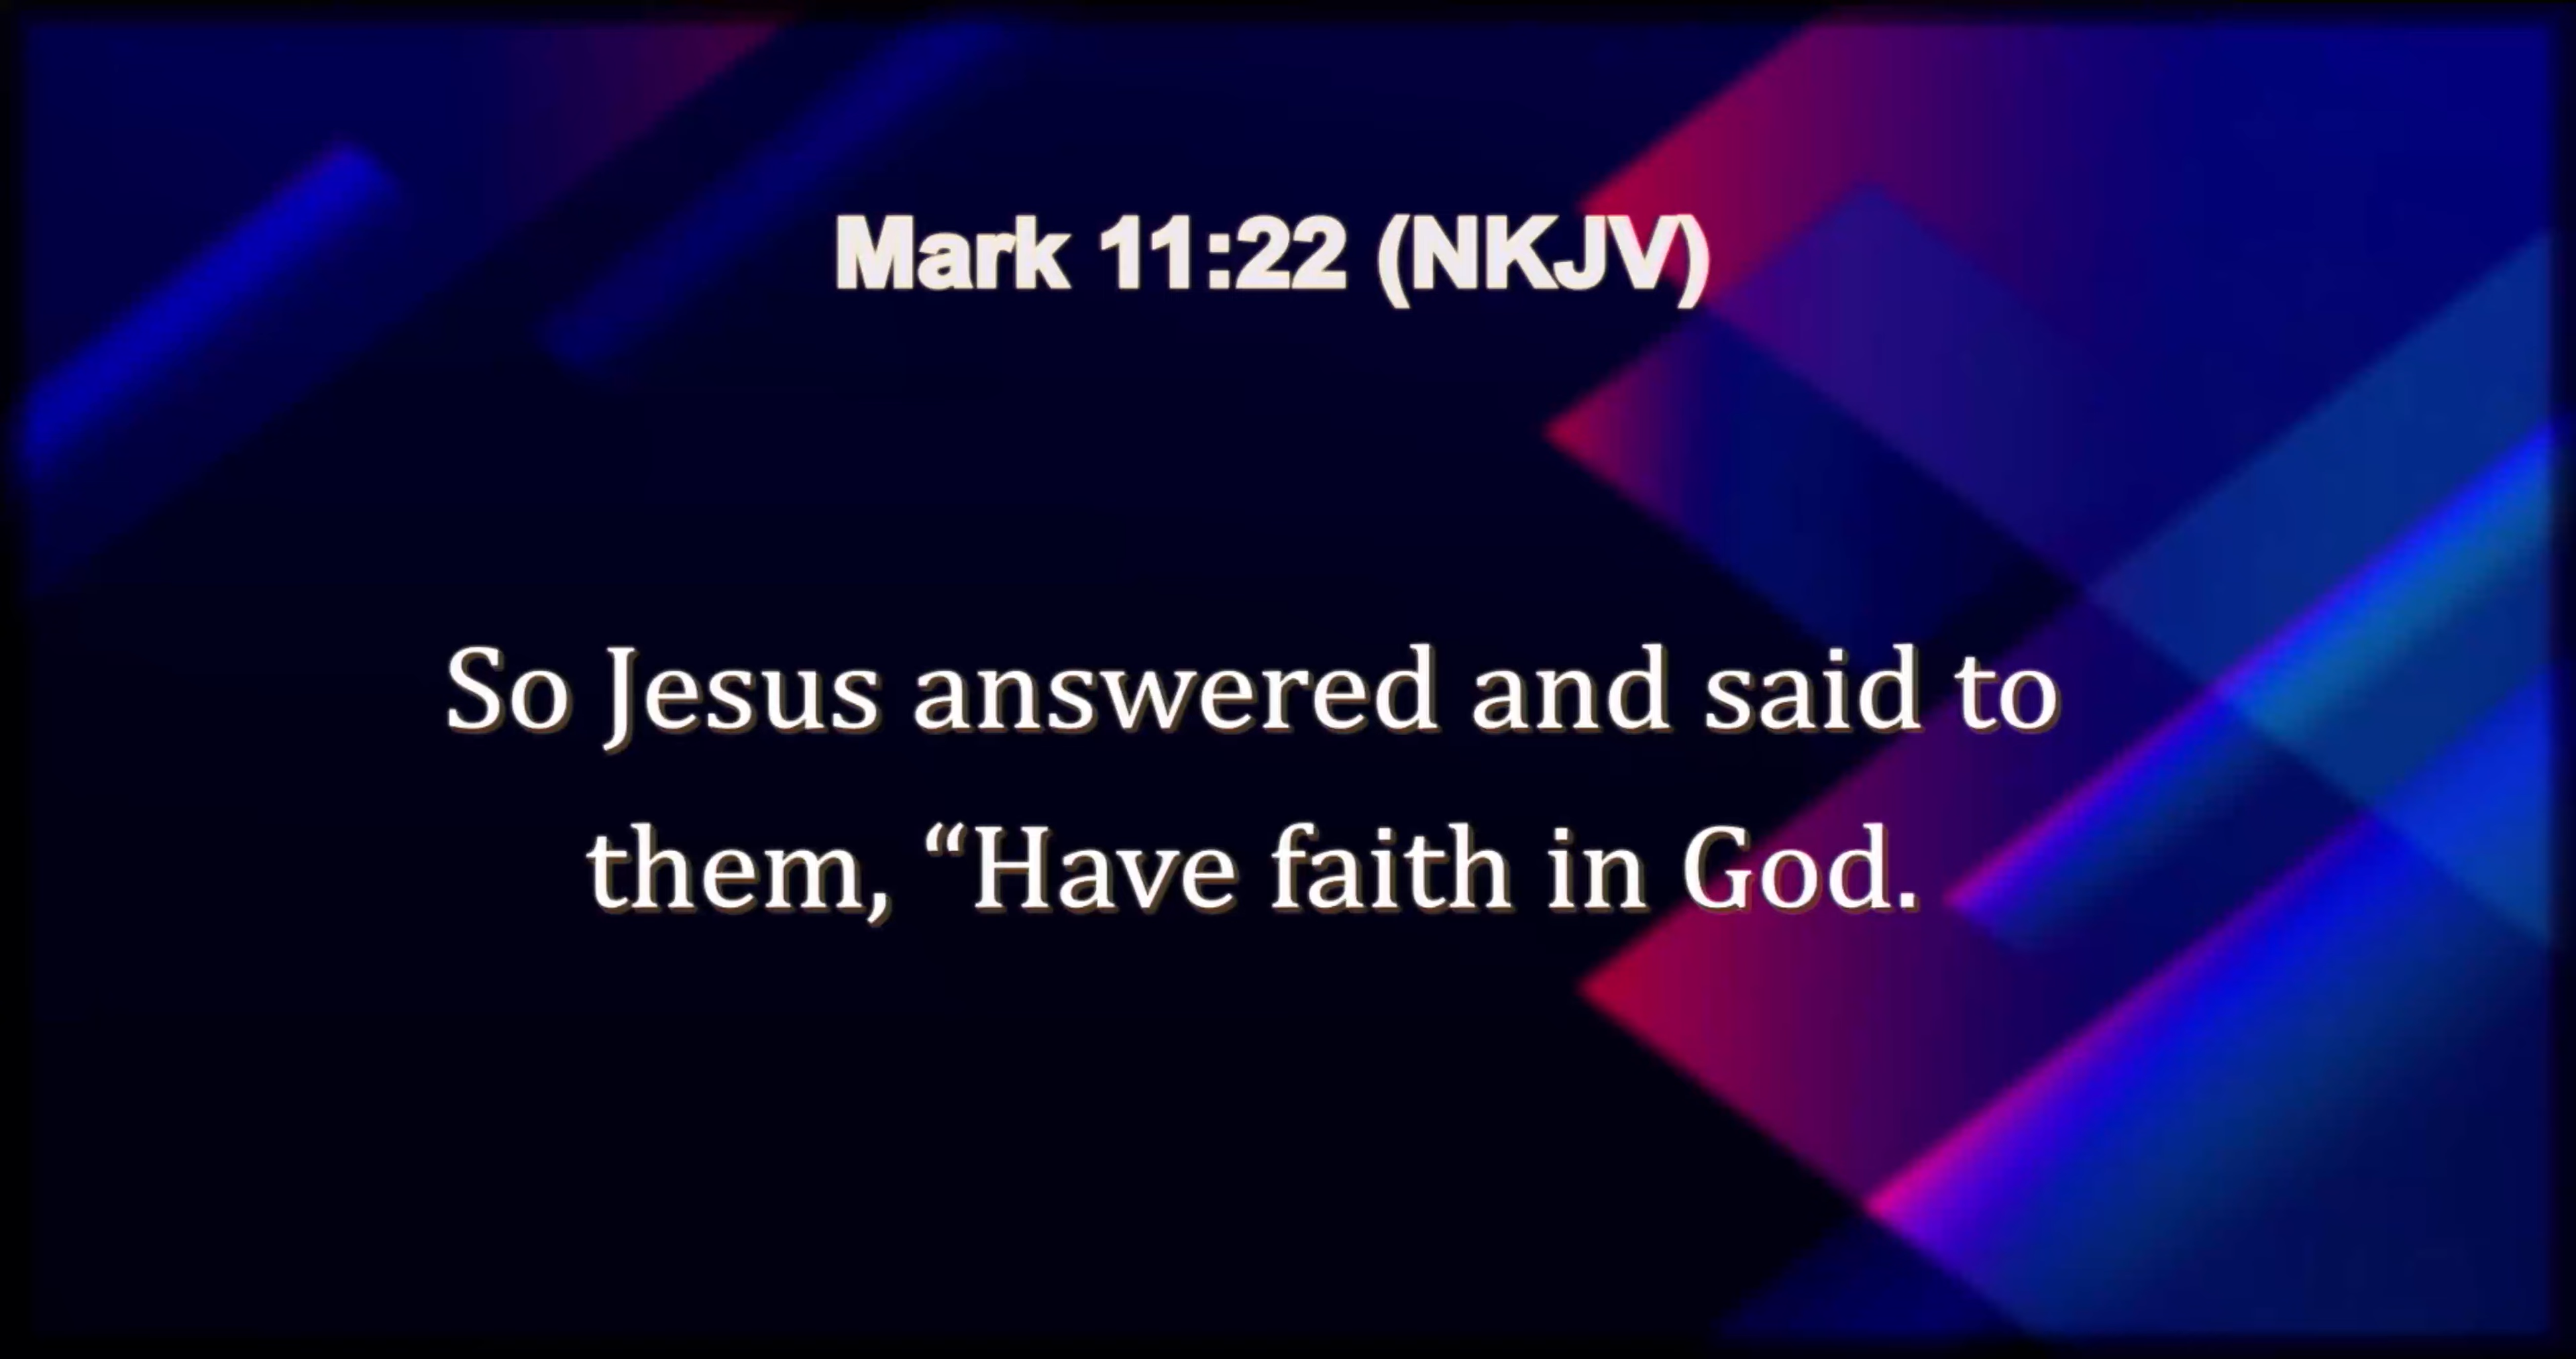 Mark 11:22 (NKJV)
So Jesus answered and said to
them, “Have faith in God.